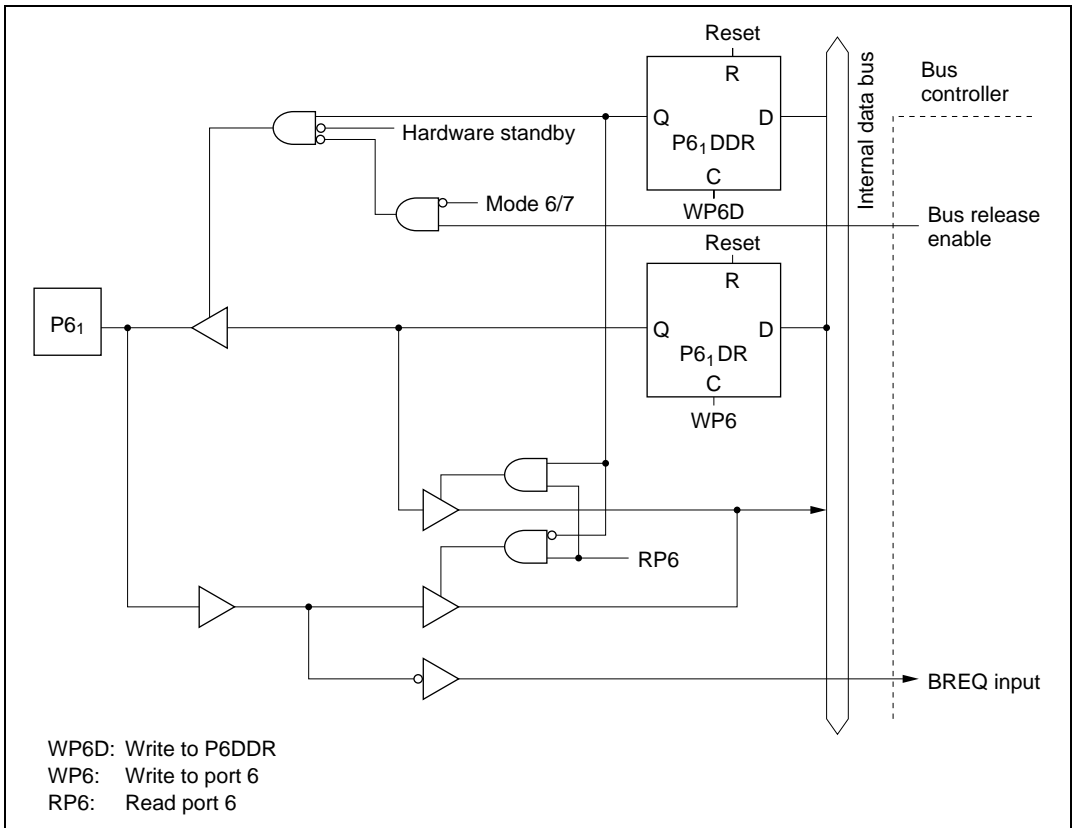 Reset
R
Q
D
P6₁DDR
C
WP6D
Hardware standby
Mode 6/7
Internal data bus
Bus
controller
Bus release
enable
Reset
R
P6₁
Q
D
P6₁DR
C
WP6
RP6
BREQ input
WP6D: Write to P6DDR
WP6: Write to port 6
RP6: Read port 6